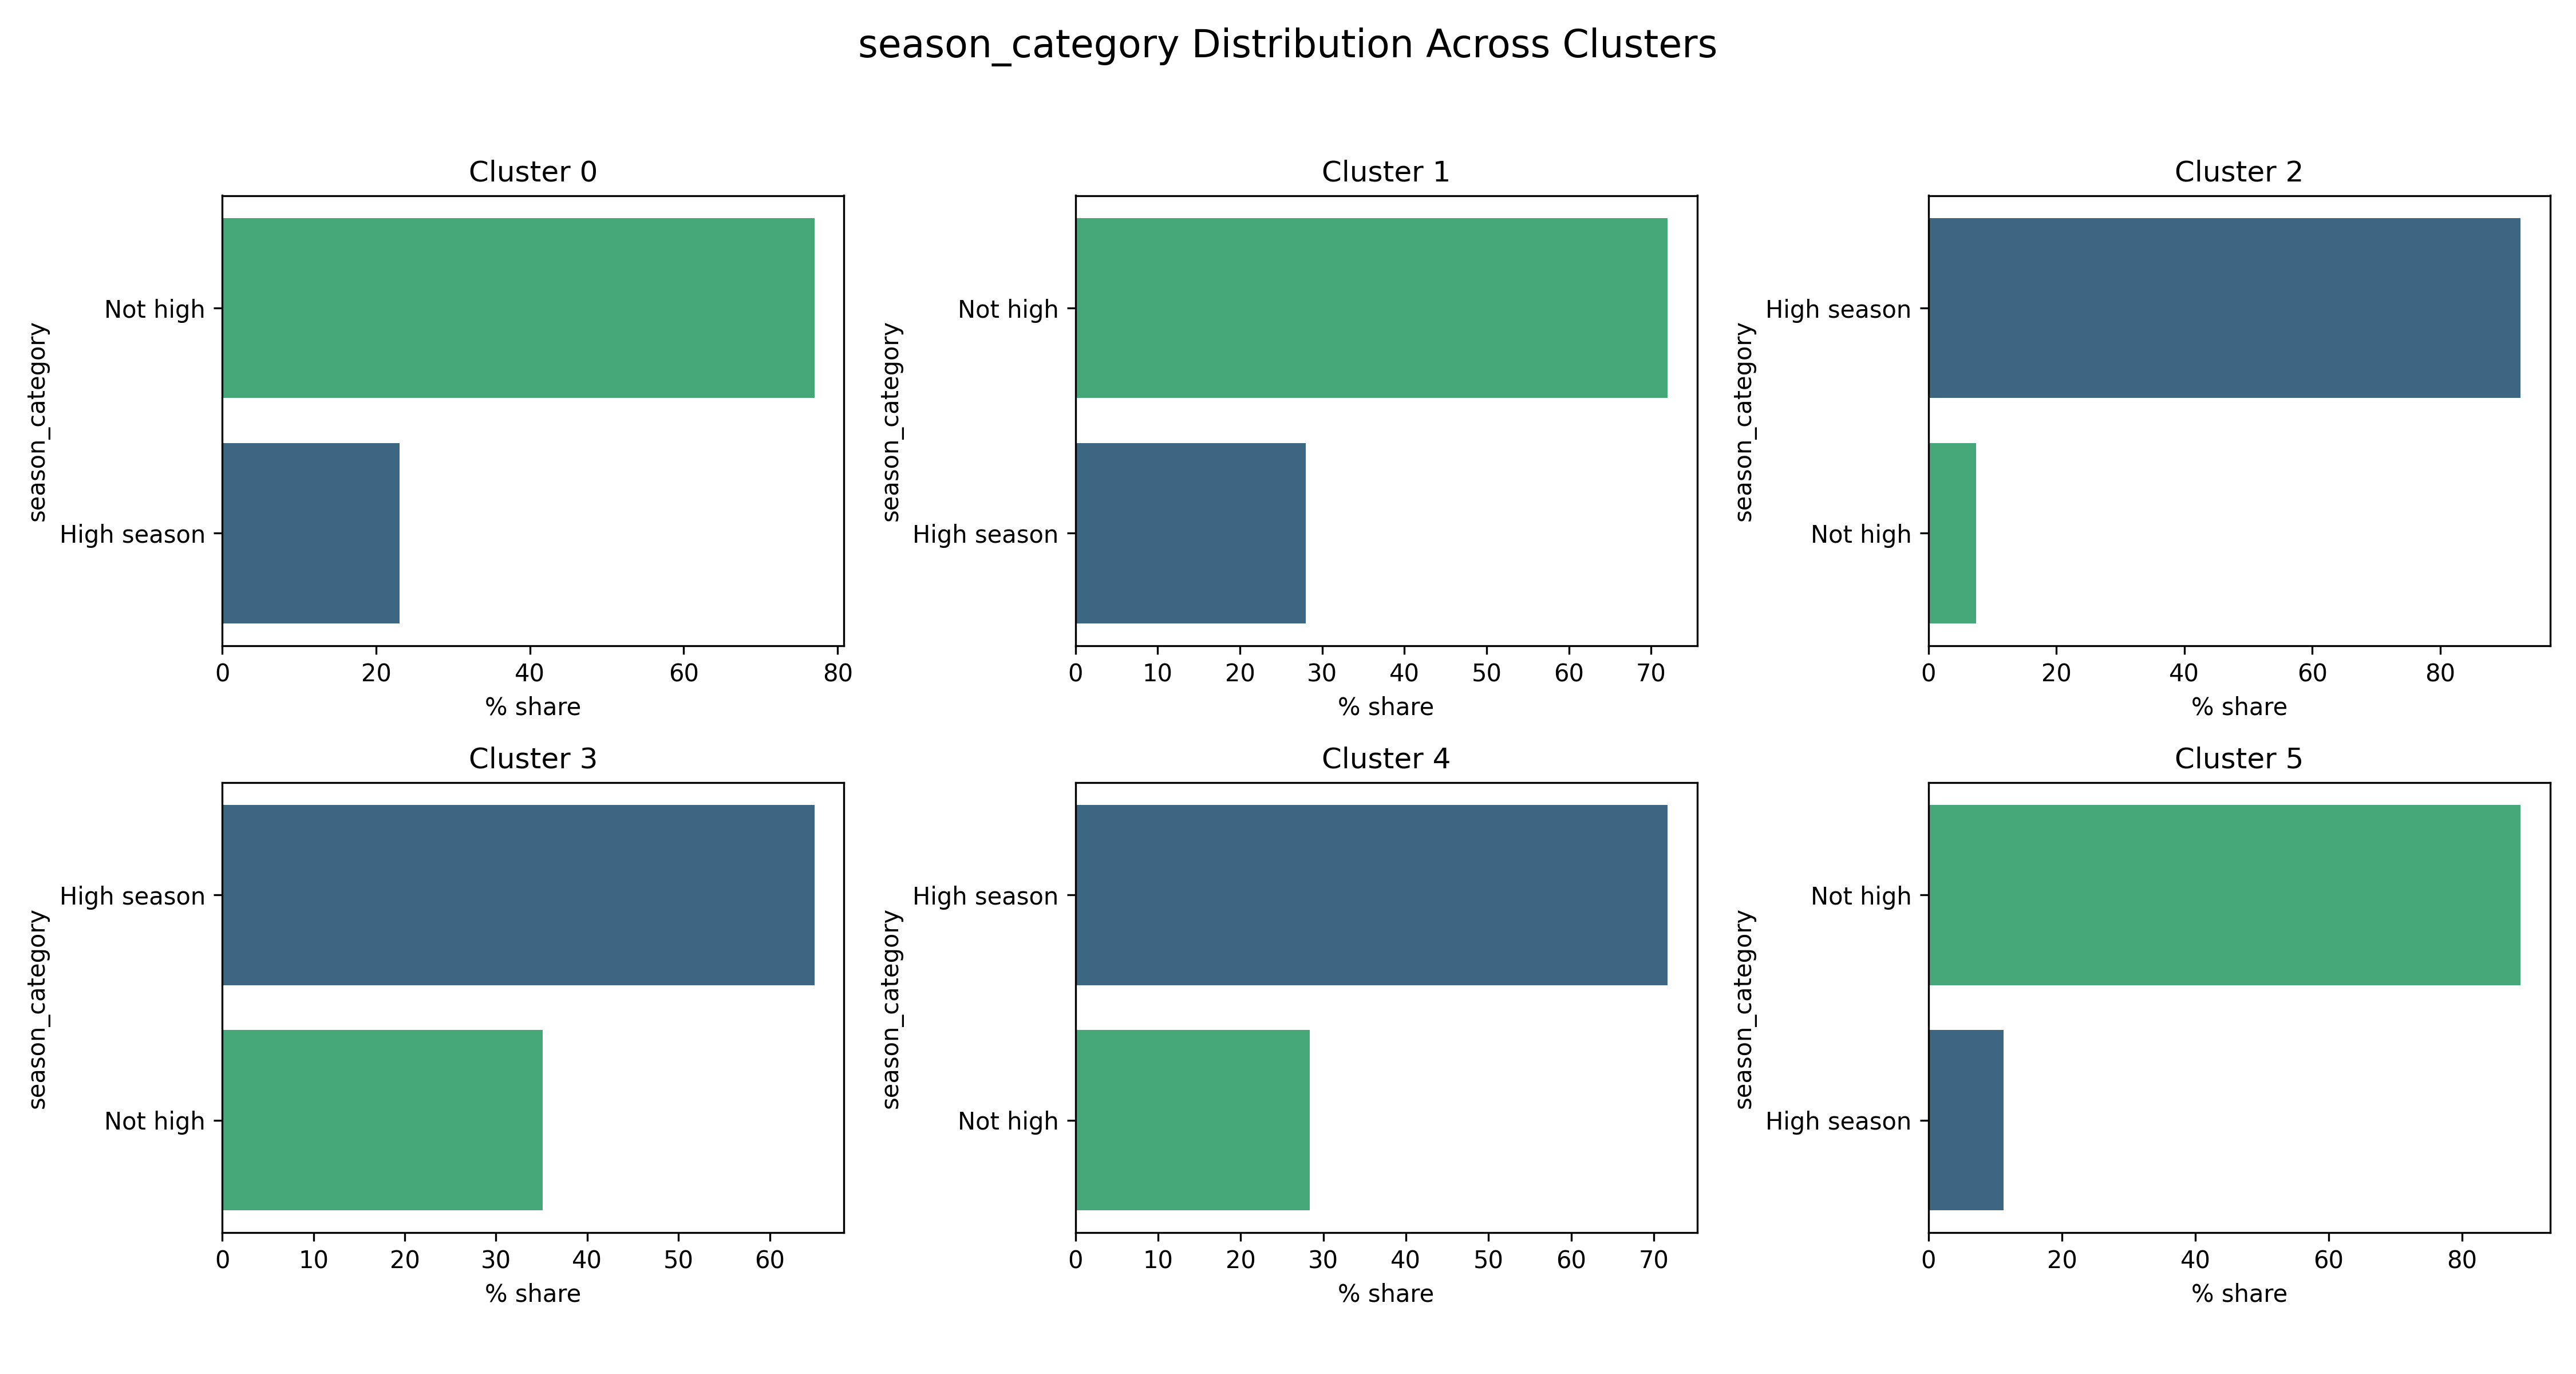 season_category Distribution Across Clusters
Cluster 0
season_category
Not high
High season
0 20 40 60 80
% share
Cluster 1
season_category
Not high
High season
0 10 20 30 40 50 60 70
% share
Cluster 2
season_category
High season
Not high
0 20 40 60 80
% share
Cluster 3
season_category
High season
Not high
0 10 20 30 40 50 60
% share
Cluster 4
season_category
High season
Not high
0 10 20 30 40 50 60 70
% share
Cluster 5
season_category
Not high
High season
0 20 40 60 80
% share